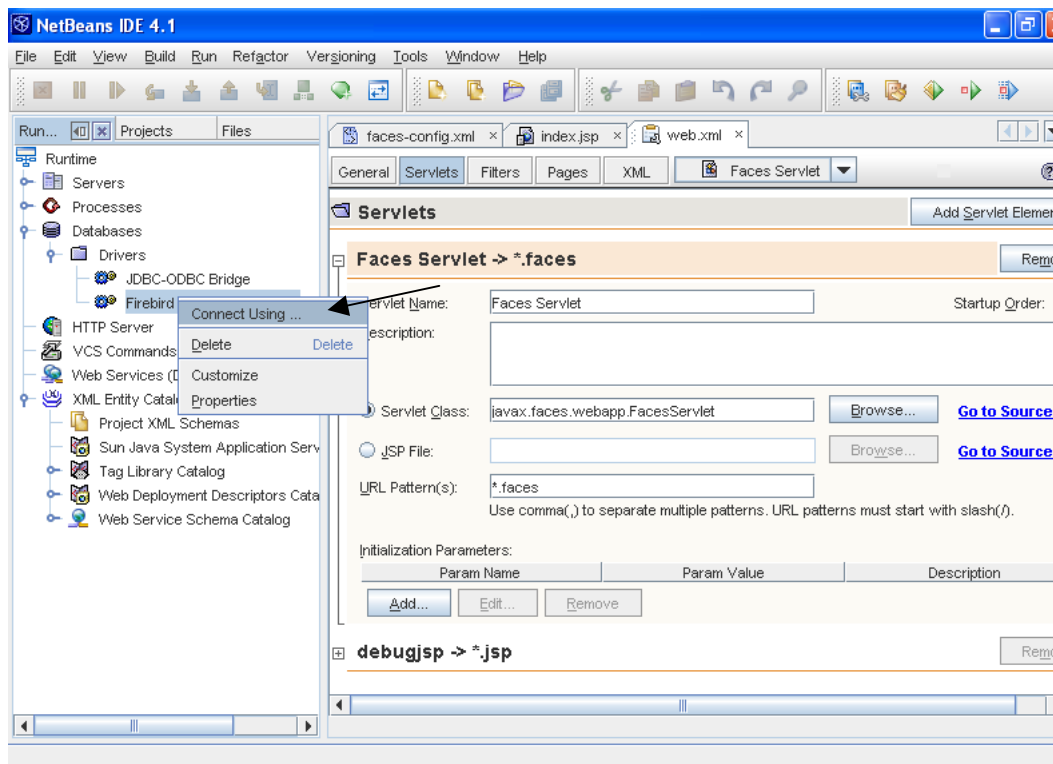 NetBeans IDE 4.1
File Edit View Build Run Refactor Versioning Tools Window Help
Run... Projects Files
Runtime
Servers
Processes
Databases
Drivers
JDBC-ODBC Bridge
Firebird
HTTP Server
VCS Commands
Web Services (D
XML Entity Catal
Project XML Schemas
Sun Java System Application Serv
Tag Library Catalog
Web Deployment Descriptors Cata
Web Service Schema Catalog
Connect Using ...
Delete Delete
Customize
Properties
faces-config.xml × index.jsp × web.xml ×
General Servlets Filters Pages XML Faces Servlet
Servlets Add Servlet Elemen
Faces Servlet -> *.faces Remo
Servlet Name: Faces Servlet Startup Order:
escription:
Servlet Class: javax.faces.webapp.FacesServlet Browse... Go to Source
JSP File: Browse... Go to Source
URL Pattern(s): *.faces
Use comma(,) to separate multiple patterns. URL patterns must start with slash(/).
Initialization Parameters:
Param Name Param Value Description
Add... Edit... Remove
debugjsp -> *.jsp Remo